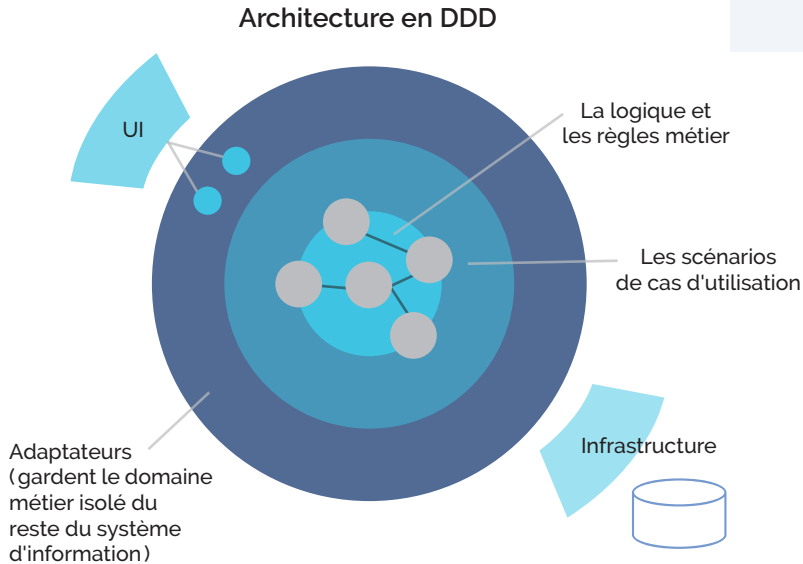 Architecture en DDD
UI
La logique et
les règles métier
Les scénarios
de cas d'utilisation
Adaptateurs
(gardent le domaine
métier isolé du
reste du système
d'information)
Infrastructure